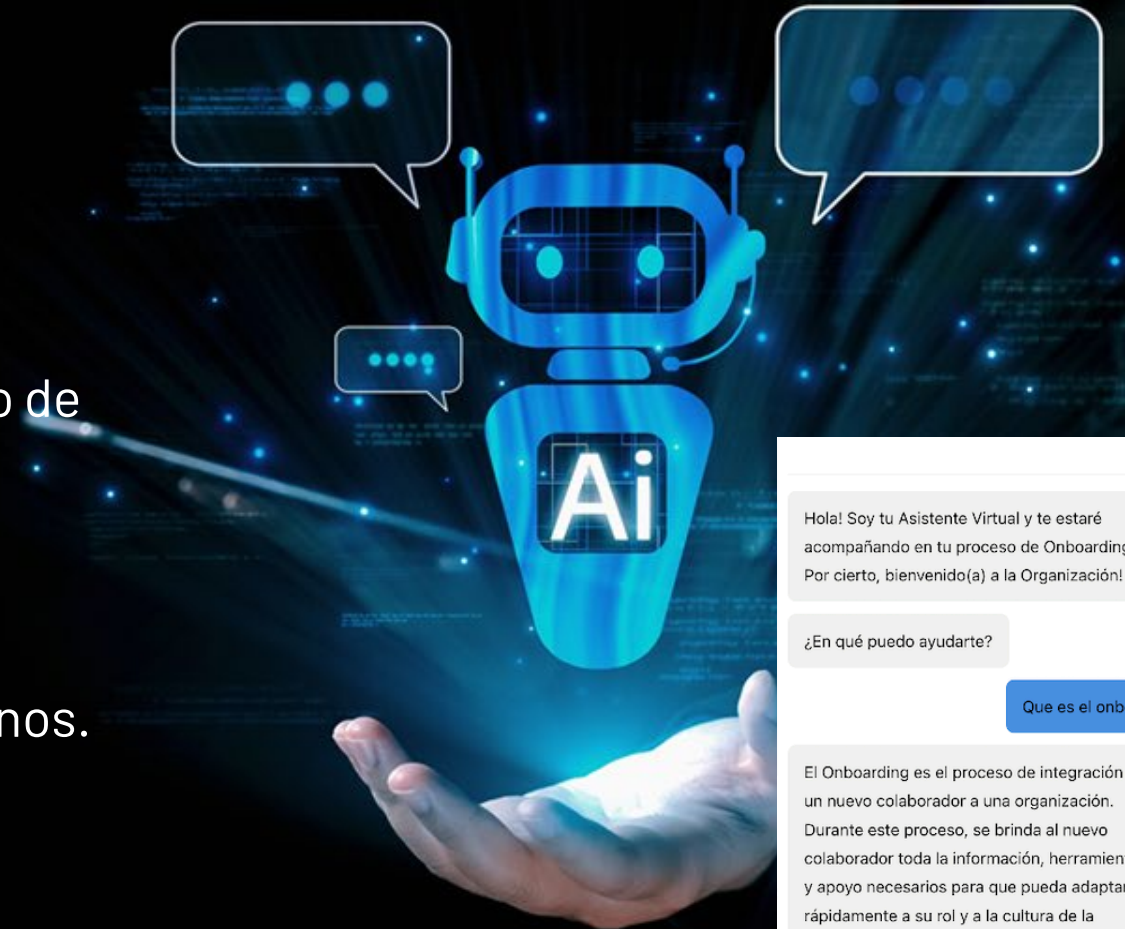 o de
nos.
Ai
Hola! Soy tu Asistente Virtual y te estaré
acompañando en tu proceso de Onboarding
Por cierto, bienvenido(a) a la Organización!
¿En qué puedo ayudarte?
Que es el onb
El Onboarding es el proceso de integración
un nuevo colaborador a una organización.
Durante este proceso, se brinda al nuevo
colaborador toda la información, herramien
y apoyo necesarios para que pueda adapta
rápidamente a su rol y a la cultura de la